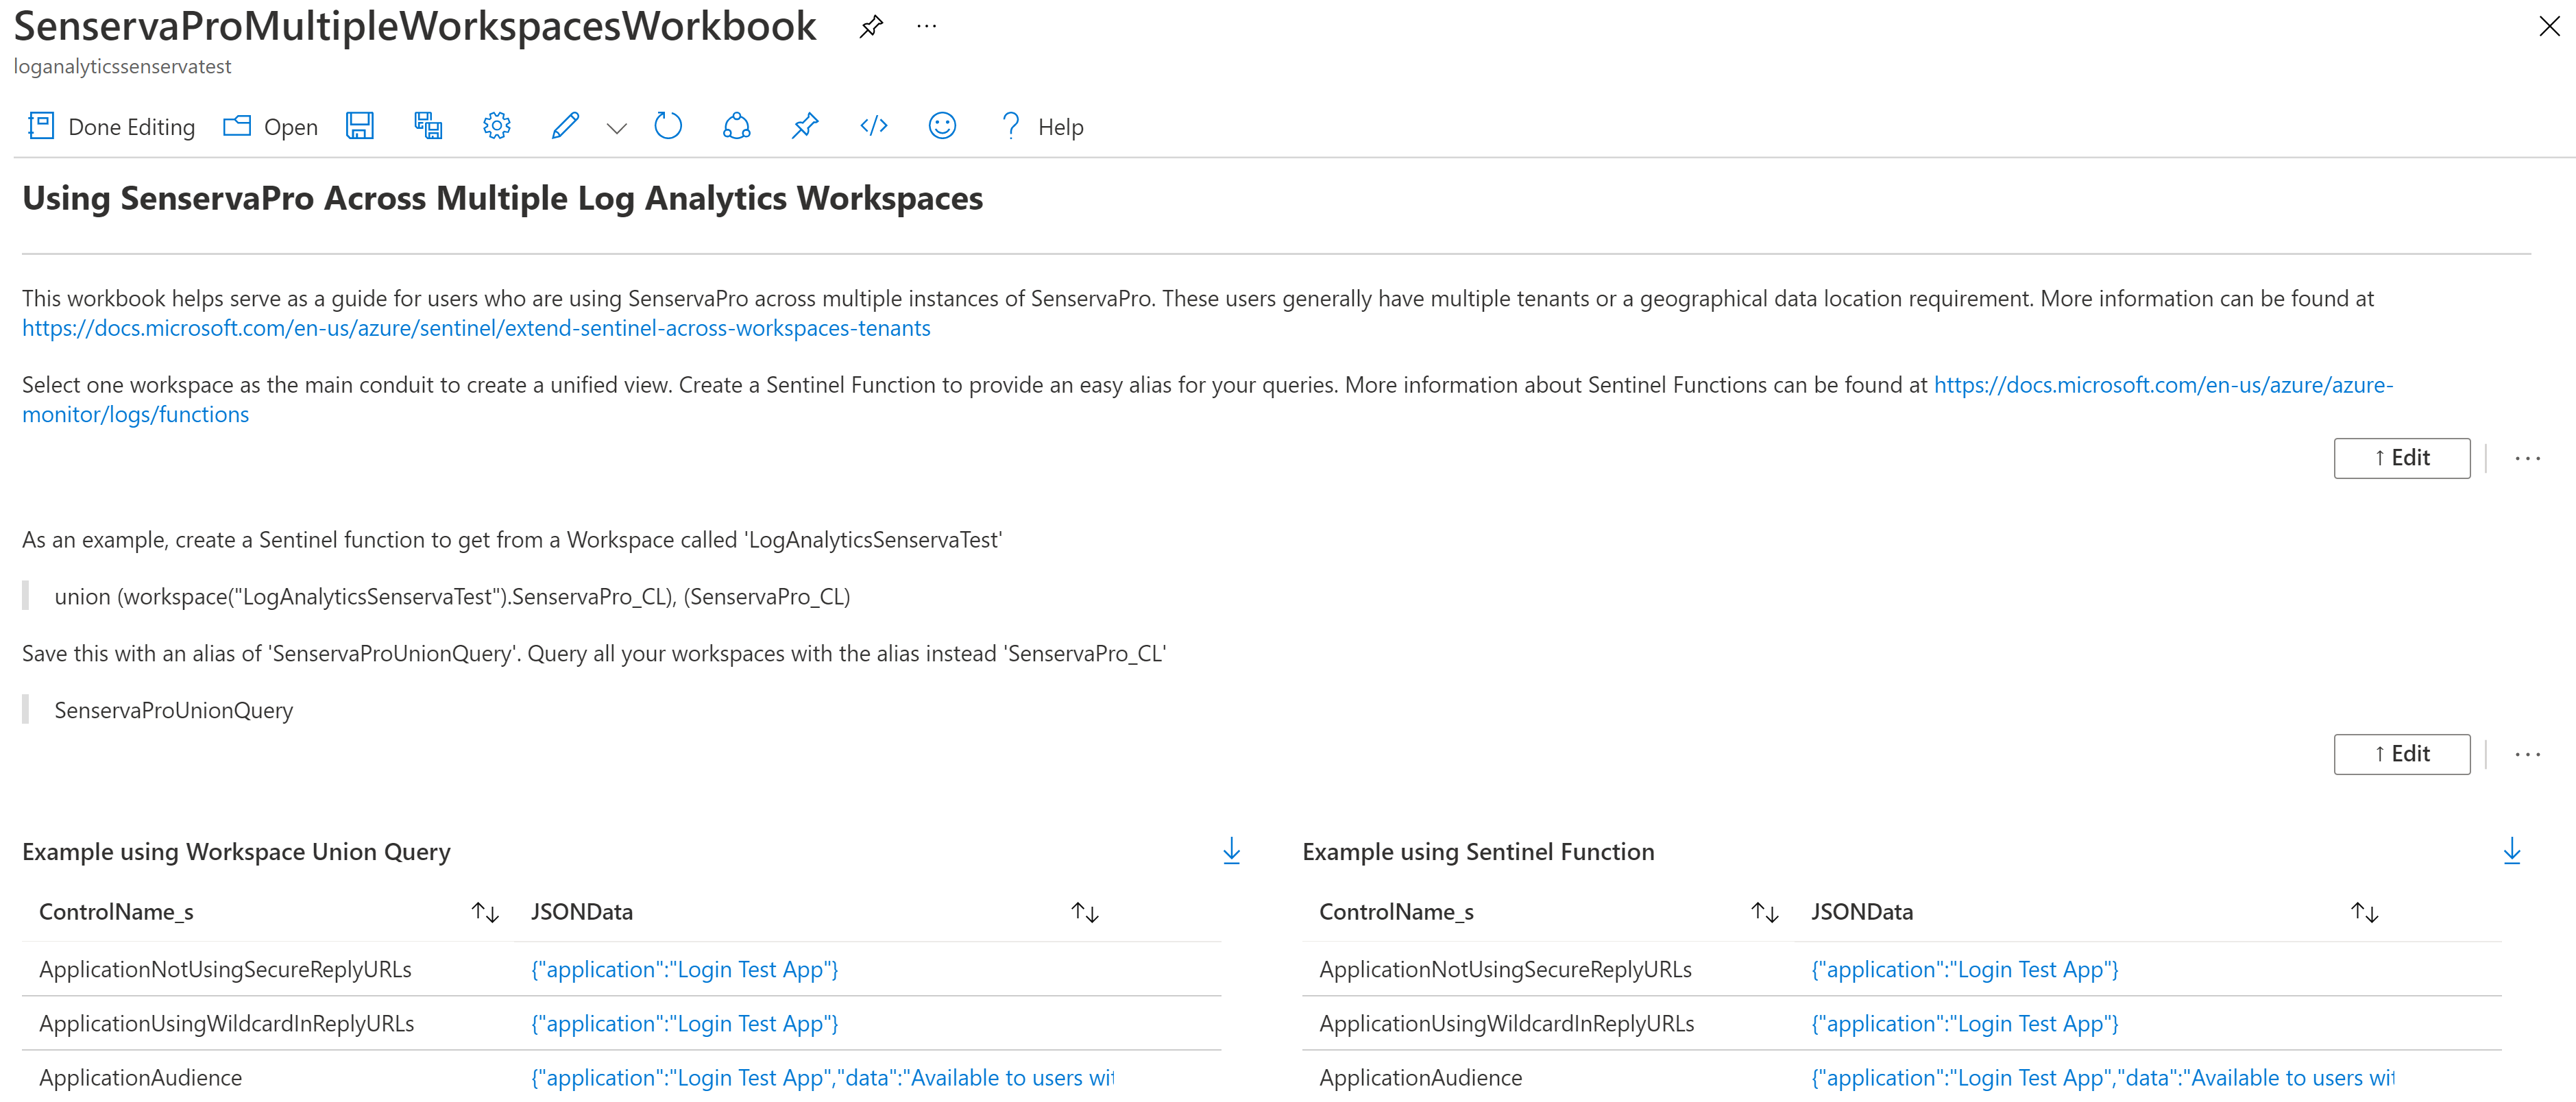 SenservaProMultipleWorkspacesWorkbook
loganalyticssenservatest
Done Editing Open Help
Using SenservaPro Across Multiple Log Analytics Workspaces
This workbook helps serve as a guide for users who are using SenservaPro across multiple instances of SenservaPro. These users generally have multiple tenants or a geographical data location requirement. More information can be found at
https://docs.microsoft.com/en-us/azure/sentinel/extend-sentinel-across-workspaces-tenants
Select one workspace as the main conduit to create a unified view. Create a Sentinel Function to provide an easy alias for your queries. More information about Sentinel Functions can be found at https://docs.microsoft.com/en-us/azure/azure-
monitor/logs/functions
↑ Edit
As an example, create a Sentinel function to get from a Workspace called 'LogAnalyticsSenservaTest'
union (workspace("LogAnalyticsSenservaTest").SenservaPro_CL), (SenservaPro_CL)
Save this with an alias of 'SenservaProUnionQuery'. Query all your workspaces with the alias instead 'SenservaPro_CL'
SenservaProUnionQuery
↑ Edit
Example using Workspace Union Query
ControlName_s JSONData
ApplicationNotUsingSecureReplyURLs {"application":"Login Test App"}
ApplicationUsingWildcardInReplyURLs {"application":"Login Test App"}
ApplicationAudience {"application":"Login Test App","data":"Available to users wit
Example using Sentinel Function
ControlName_s JSONData
ApplicationNotUsingSecureReplyURLs {"application":"Login Test App"}
ApplicationUsingWildcardInReplyURLs {"application":"Login Test App"}
ApplicationAudience {"application":"Login Test App","data":"Available to users wit